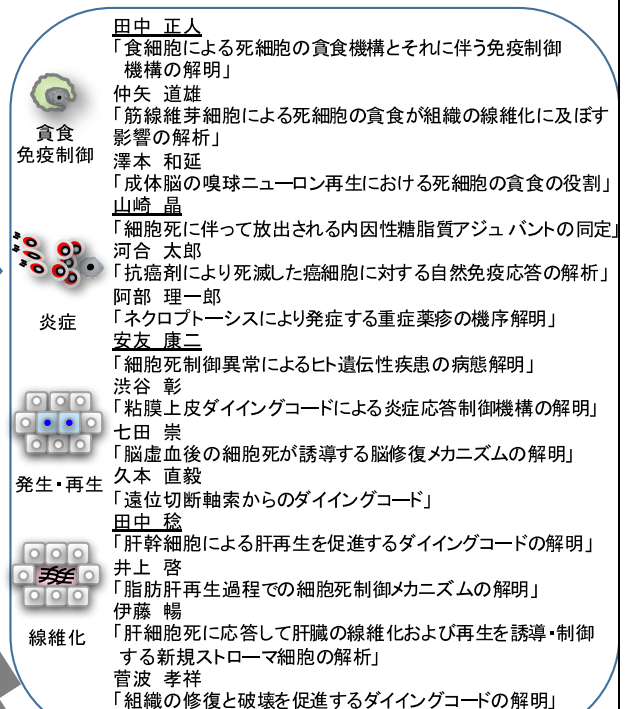 田中 正人
「食細胞による死細胞の貪食機構とそれに伴う免疫制御
機構の解明」
仲矢 道雄
「筋線維芽細胞による死細胞の貪食が組織の線維化に及ぼす
影響の解析」
澤本 和延
「成体脳の嗅球ニューロン再生における死細胞の貪食の役割」
貪食
免疫制御
山崎 晶
「細胞死に伴って放出される内因性糖脂質アジュバントの同定」
河合 太郎
「抗癌剤により死滅した癌細胞に対する自然免疫応答の解析」
阿部 理一郎
「ネクロプトーシスにより発症する重症薬疹の機序解明」
炎症
安友 康二
「細胞死制御異常によるヒト遺伝性疾患の病態解明」
渋谷 彰
「粘膜上皮ダイイングコードによる炎症応答制御機構の解明」
七田 崇
「脳虚血後の細胞死が誘導する脳修復メカニズムの解明」
久本 直毅
「遠位切断軸索からのダイイングコード」
発生・再生
田中 稔
「肝幹細胞による肝再生を促進するダイイングコードの解明」
井上 啓
「脂肪肝再生過程での細胞死制御メカニズムの解明」
伊藤 暢
「肝細胞死に応答して肝臓の線維化および再生を誘導・制御
する新規ストローマ細胞の解析」
菅波 孝祥
「組織の修復と破壊を促進するダイイングコードの解明」
線維化